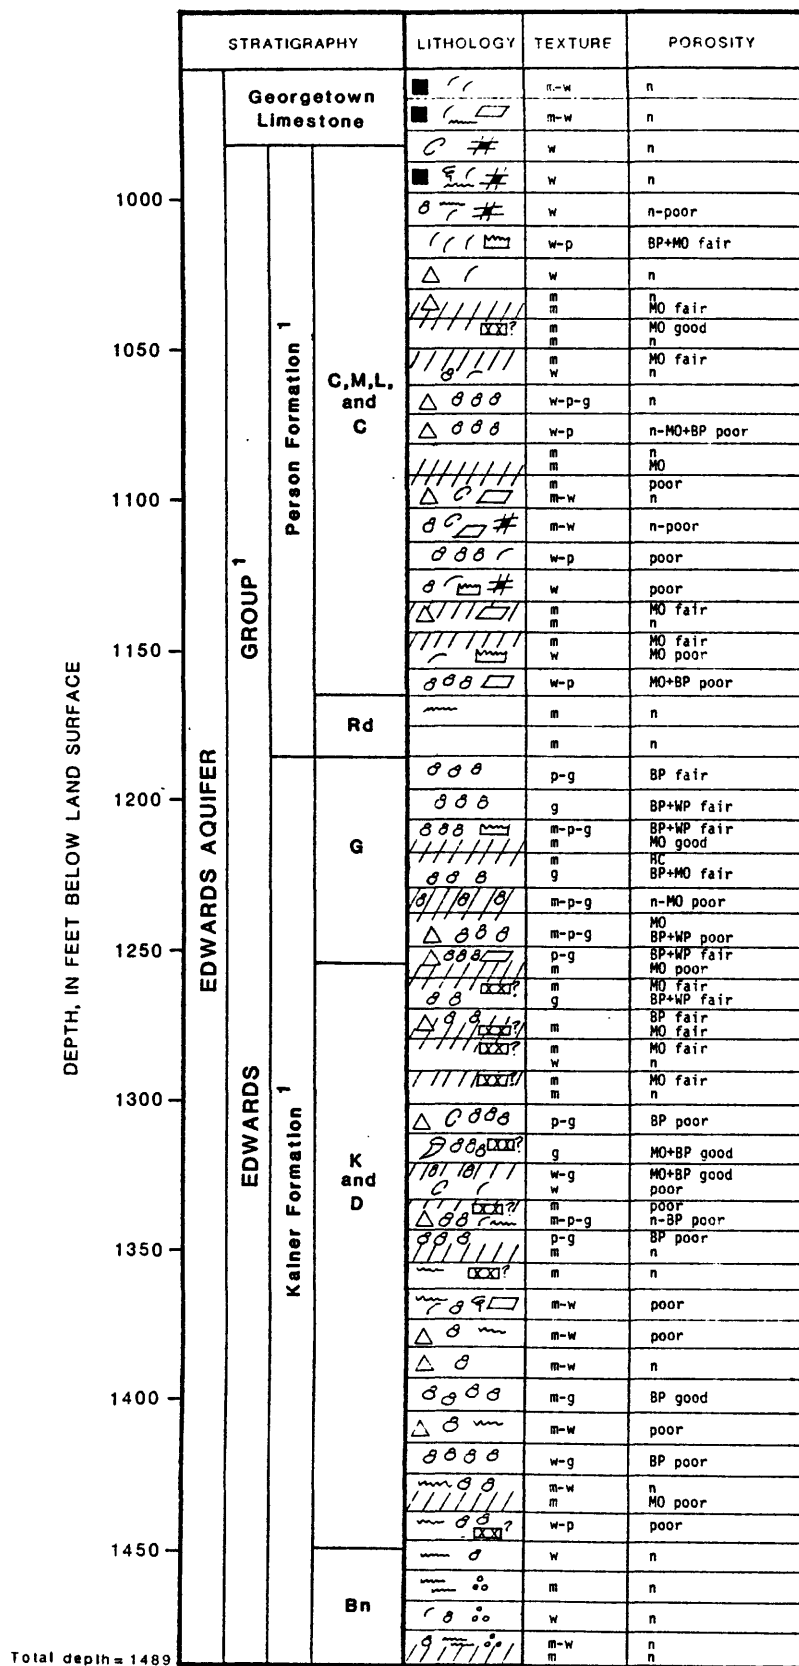 STRATIGRAPHY LITHOLOGY TEXTURE POROSITY
Georgetown
Limestone
m-w n
m-w n
w n
w n
1000
w n-poor
w-p BP+MO fair
w n
m n
m MO fair
? m MO good
m n
1050
m MO fair
w n
C,M,L,
and
C
w-p-g n
w-p n-MO+BP poor
m n
m MO
m poor
1100
m-w n
m-w n-poor
w-p poor
w poor
m MO fair
m n
1150
m MO fair
w MO poor
w-p MO+BP poor
Person Formation 1
Rd
m n
m n
p-g BP fair
1200
g BP+WP fair
m-p-g BP+WP fair
m MO good
G
m BC
g BP+MO fair
m-p-g n-MO poor
MO
m-p-g BP+WP poor
1250
p-g BP+WP fair
m MO poor
? m MO fair
g BP+WP fair
BP fair
? m MO fair
? m MO fair
w n
? m MO fair
m n
1300
p-g BP poor
? g MO+BP good
K
and
D
w-g MO+BP good
w poor
? m poor
m-p-g n-BP poor
1350
p-g BP poor
m n
? m n
m-w poor
m-w poor
m-w n
1400
m-g BP good
m-w poor
w-g BP poor
m-w n
m MO poor
? w-p poor
1450
w n
m n
Bn
w n
m-w n
m n
Total depth = 1489
Kainer Formation 1
EDWARDS
GROUP 1
EDWARDS AQUIFER
DEPTH, IN FEET BELOW LAND SURFACE